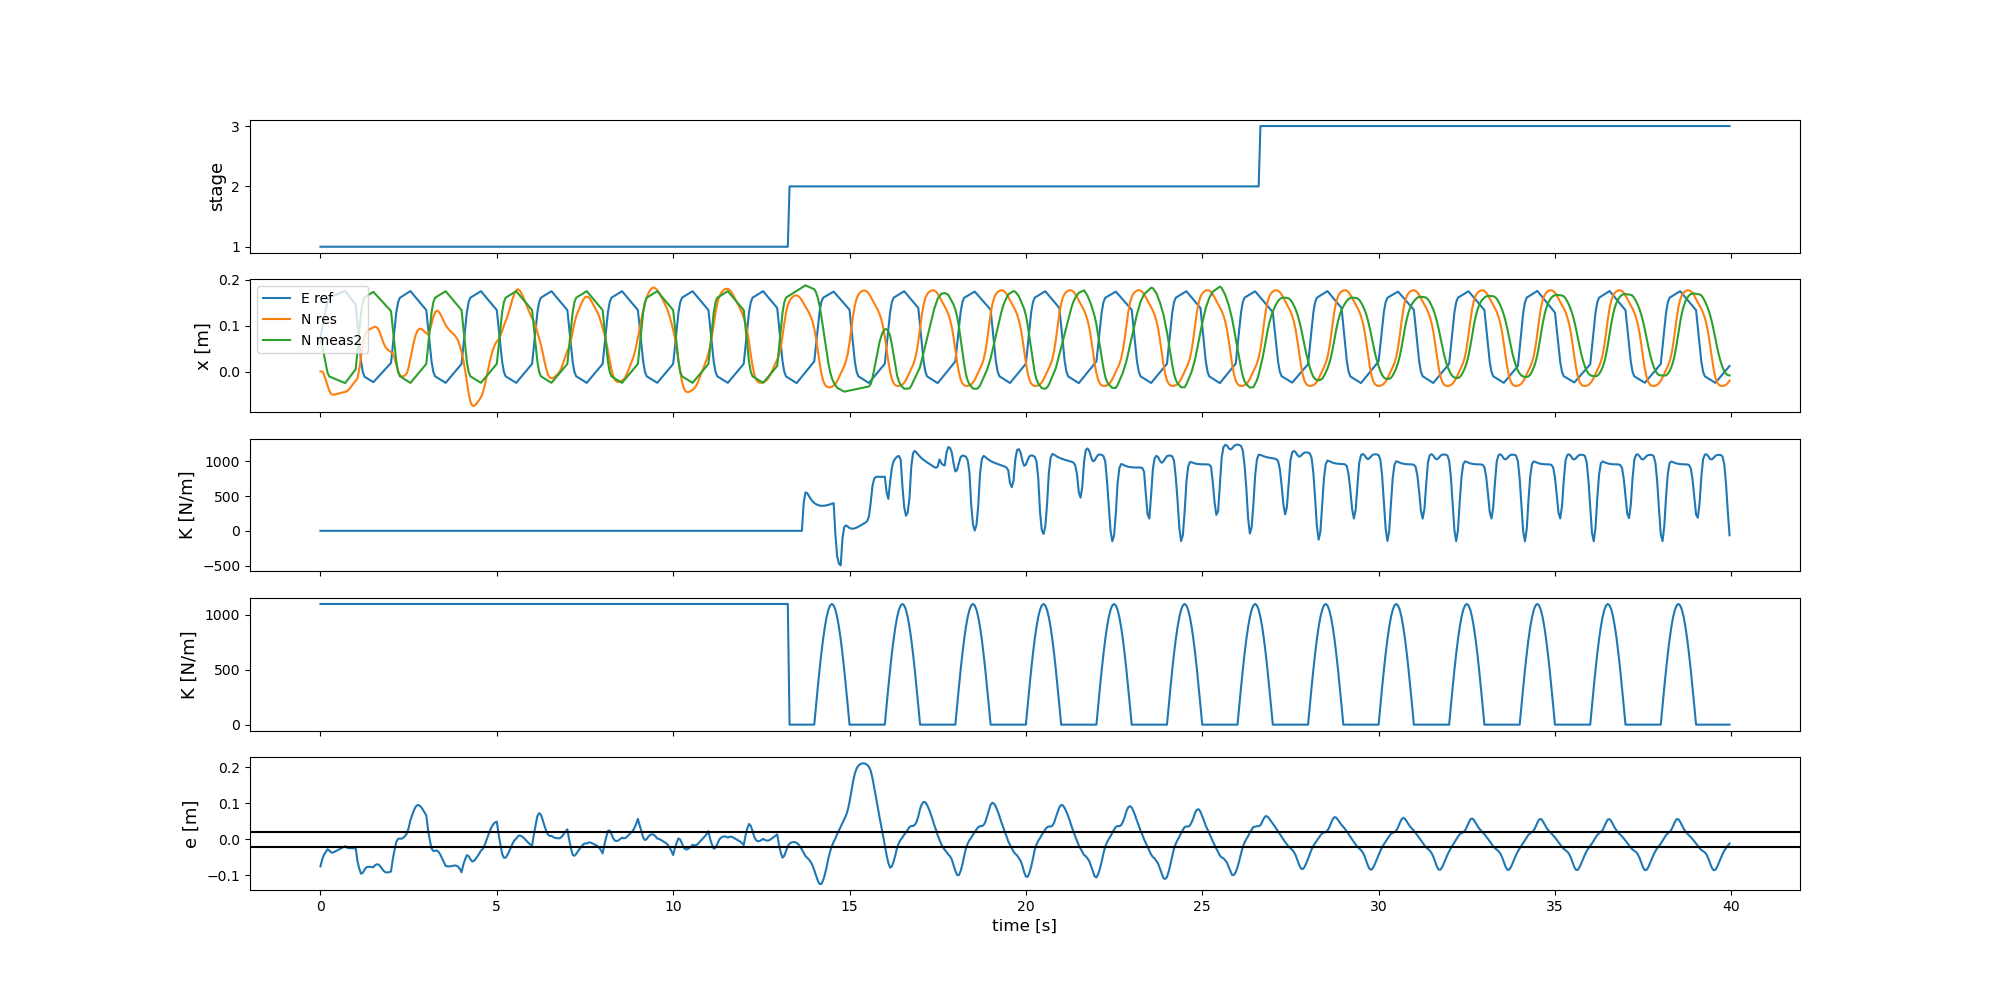 3
2
1
stage
0.2
0.1
0.0
x [m]
E ref
N res
N meas2
1000
500
0
−500
K [N/m]
1000
500
0
K [N/m]
0.2
0.1
0.0
−0.1
e [m]
0 5 10 15 20 25 30 35 40
time [s]